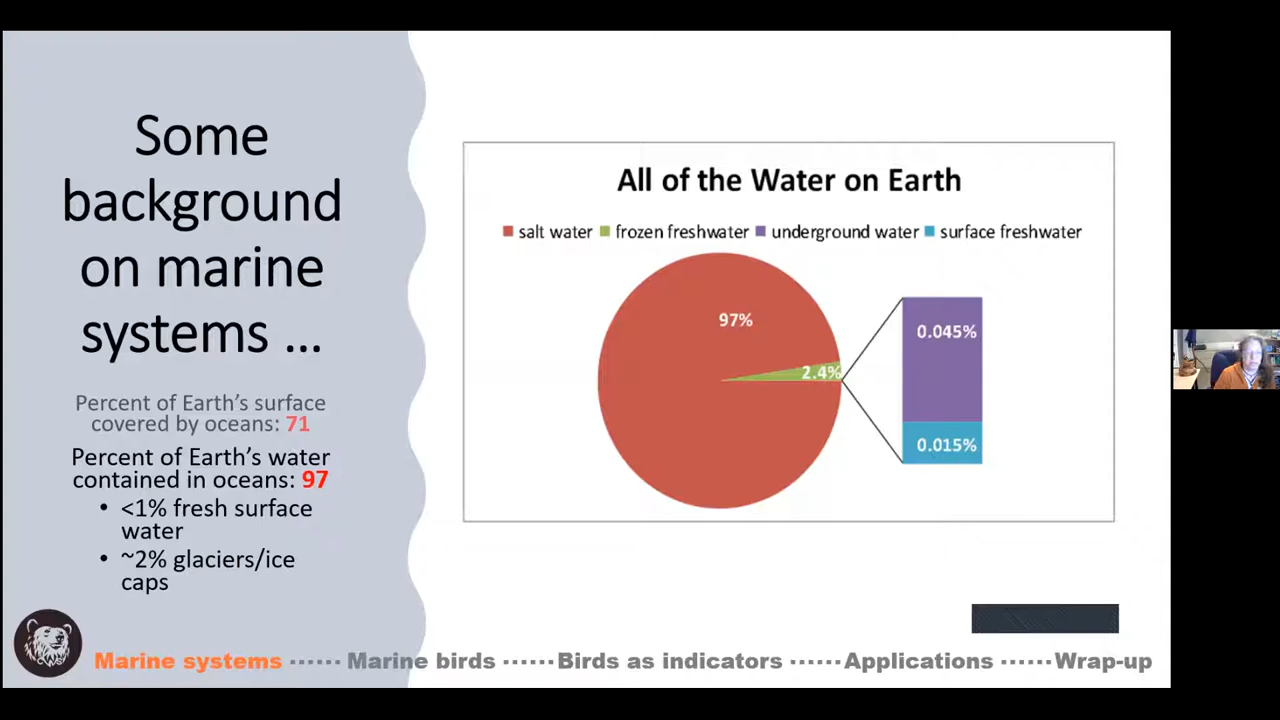 Some
background
on marine
systems ...
Percent of Earth's surface
covered by oceans: 71
Percent of Earth's water
contained in oceans: 97
• <1% fresh surface
water
• ~2% glaciers/ice
caps
All of the Water on Earth
salt water frozen freshwater underground water surface freshwater
97%
2.4%
0.045%
0.015%
Marine systems ...... Marine birds ...... Birds as indicators ...... Applications ...... Wrap-up